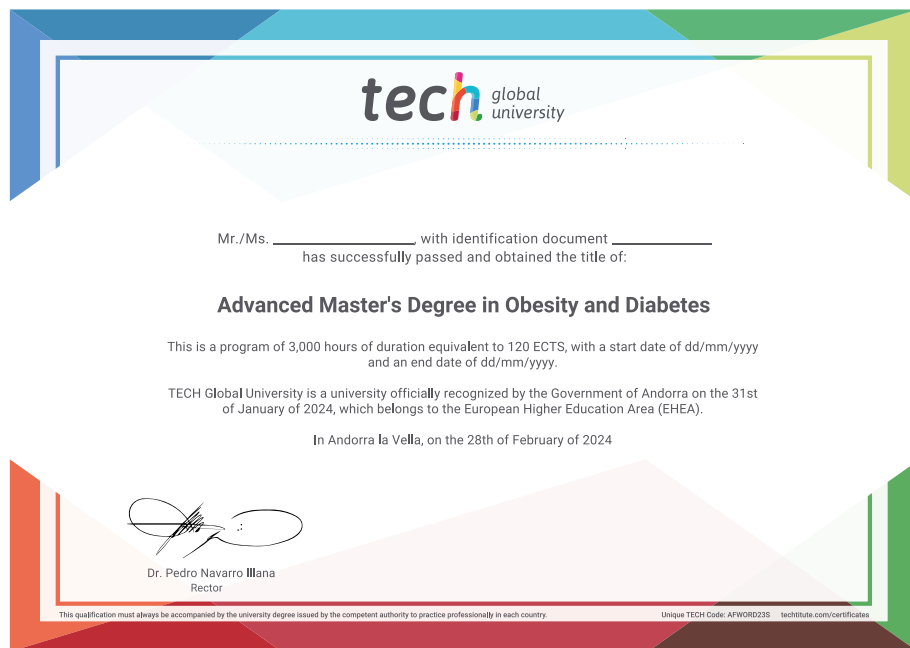 tech global
university
Mr./Ms. ____________, with identification document ____________
has successfully passed and obtained the title of:
Advanced Master's Degree in Obesity and Diabetes
This is a program of 3,000 hours of duration equivalent to 120 ECTS, with a start date of dd/mm/yyyy
and an end date of dd/mm/yyyy.
TECH Global University is a university officially recognized by the Government of Andorra on the 31st
of January of 2024, which belongs to the European Higher Education Area (EHEA).
In Andorra la Vella, on the 28th of February of 2024
Dr. Pedro Navarro Illana
Rector
This qualification must always be accompanied by the university degree issued by the competent authority to practice professionally in each country.
Unique TECH Code: AFWORD23S techtitute.com/certificates